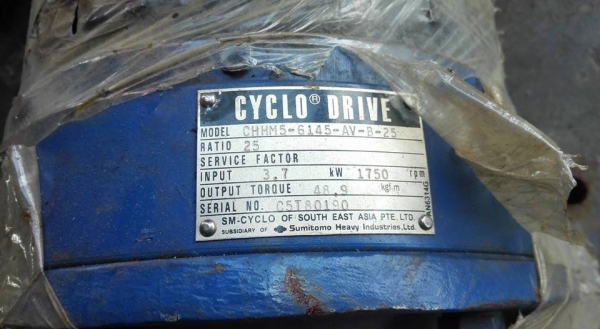 CYCLO® DRIVE
MODEL CHHM5-6145-AV-B-25
RATIO 25
SERVICE FACTOR
INPUT 3,7 kW 1750 rpm
OUTPUT TORQUE 48,9 kgf.m
SERIAL NO. C5T80190
SM-CYCLO OF SOUTH EAST ASIA PTE. LTD.
SUBSIDIARY OF Sumitomo Heavy Industries, Ltd.